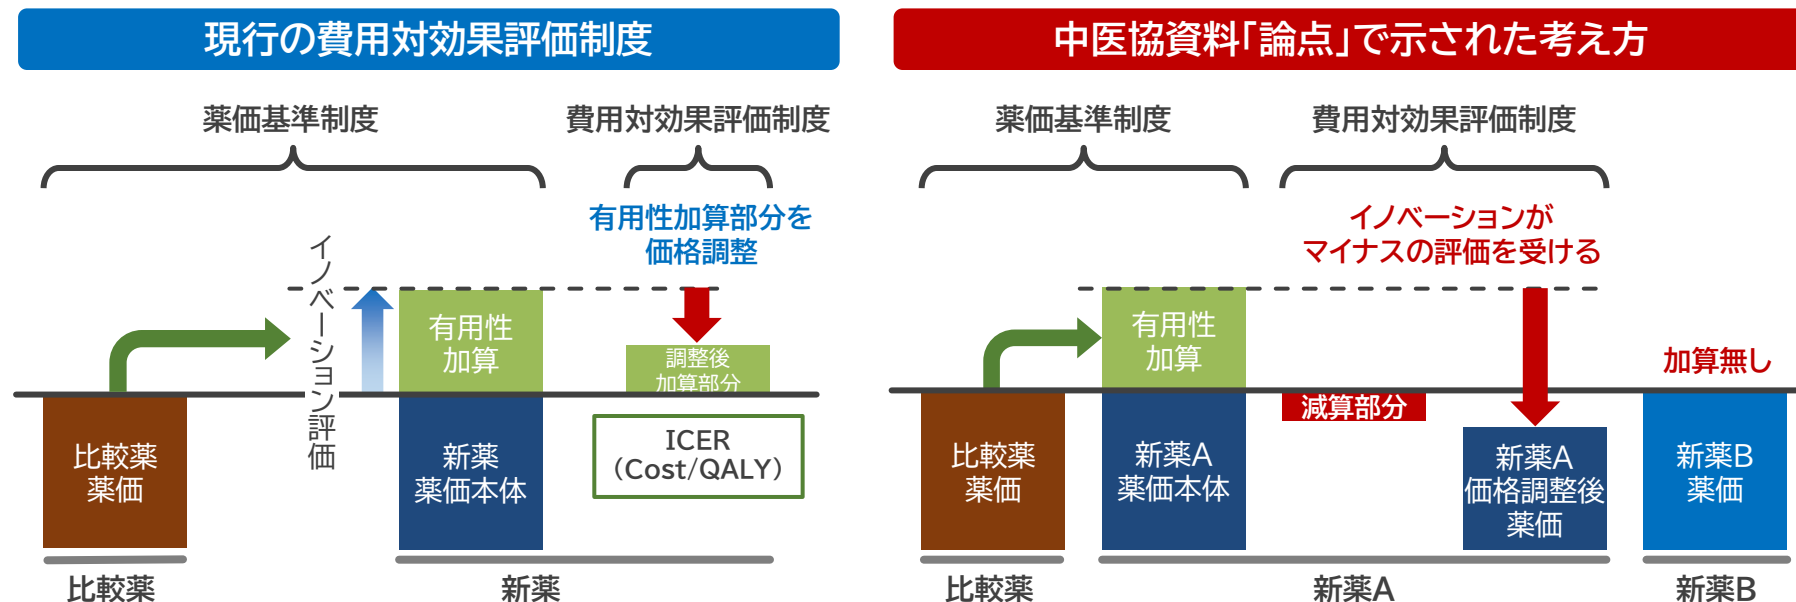 現行の費用対効果評価制度
薬価基準制度
費用対効果評価制度
有用性加算部分を
価格調整
イノベーション評価
有用性
加算
調整後
加算部分
比較薬
薬価
新薬
薬価本体
ICER
(Cost/QALY)
比較薬
新薬
中医協資料「論点」で示された考え方
薬価基準制度
費用対効果評価制度
イノベーションが
マイナスの評価を受ける
有用性
加算
加算無し
減算部分
比較薬
薬価
新薬A
薬価本体
新薬A
価格調整後
薬価
新薬B
薬価
比較薬
新薬A
新薬B